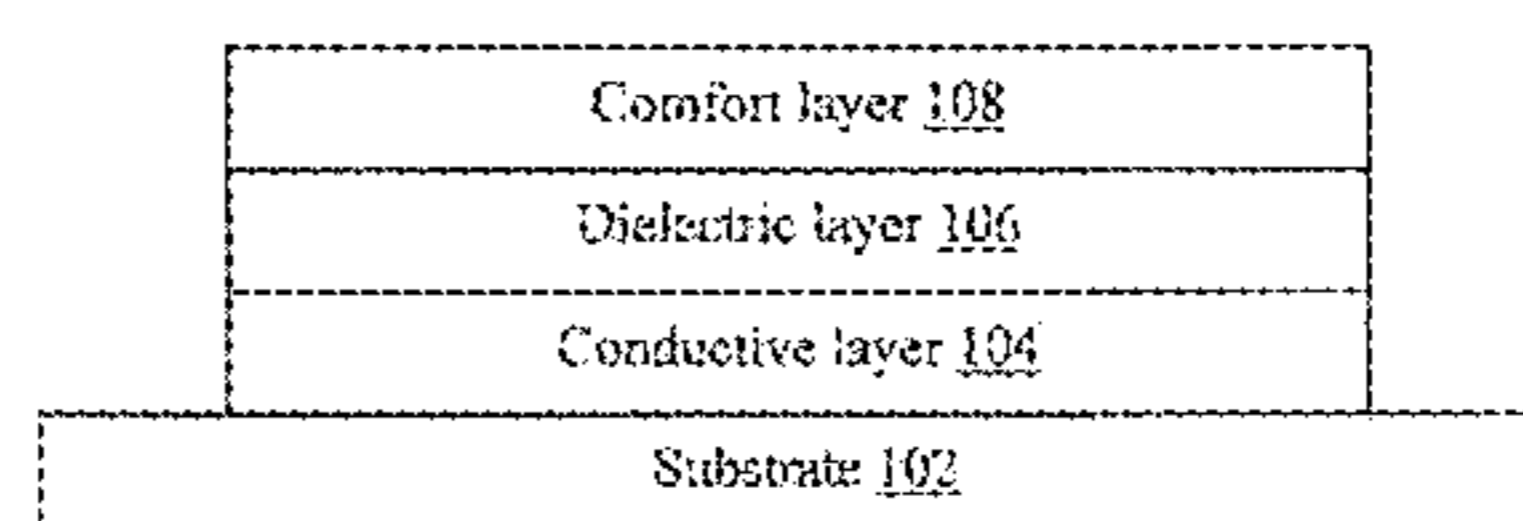 Comfort layer 108
Dielectric layer 106
Conductive layer 104
Substrate 102